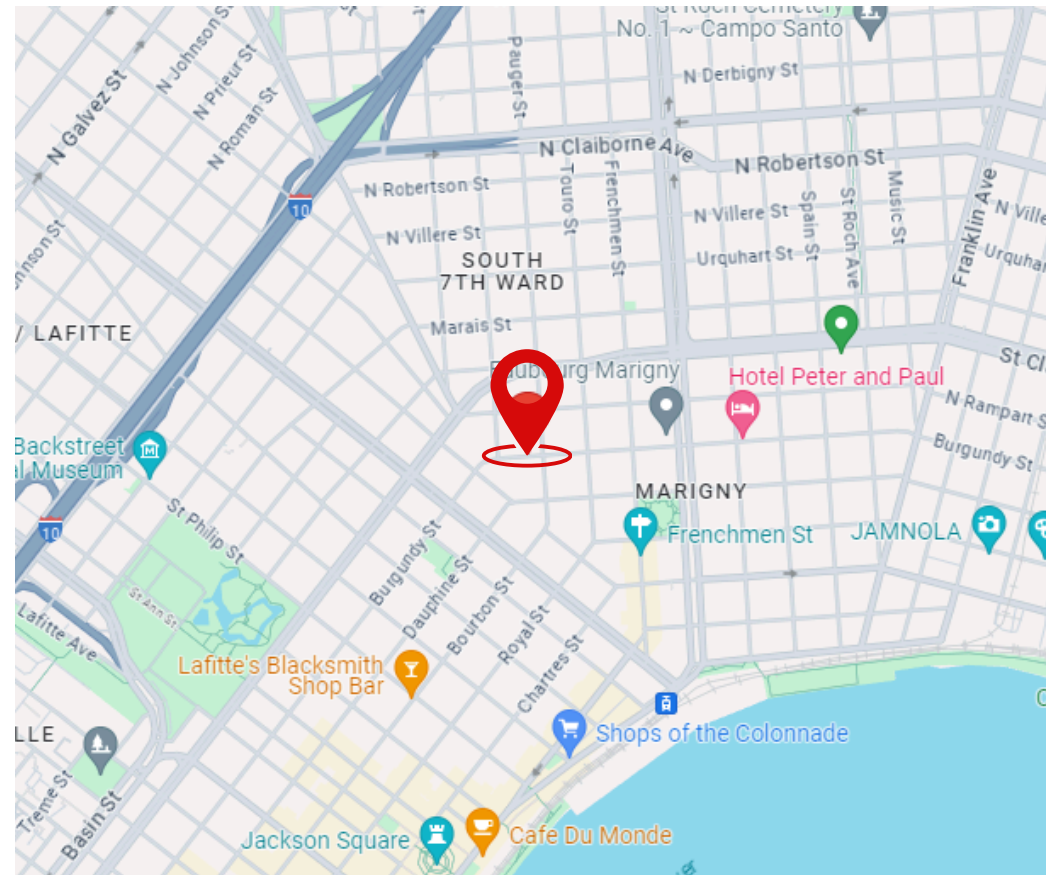 St Roch Cemetery
No. 1 ~ Campo Santo
N Johnson S
N Prieur St
N Galvez St
N Roman St
Pauger St
N Derbigny St
N Claiborne Ave
N Robertson St
N Robertson St
Touro St
Frenchmen St
Music St
Spain St
St Roch Ave
Franklin Ave
N Ville
N Villere St
N Villere St
Urquhart St
Urquha
10
ohnson St
SOUTH
7TH WARD
/ LAFITTE
Marais St
St Cl
Faubourg Marigny
Hotel Peter and Paul
N Rampart S
Burgundy St
Backstreet
al Museum
MARIGNY
St Philip St
10
Frenchmen St
JAMNOLA
Burgundy St
Dauphine St
Bourbon St
Royal St
Chartres St
St Ann St
Lafitte Ave
Lafitte's Blacksmith
Shop Bar
LLE
Shops of the Colonnade
Treme St
Basin St
Jackson Square
Cafe Du Monde